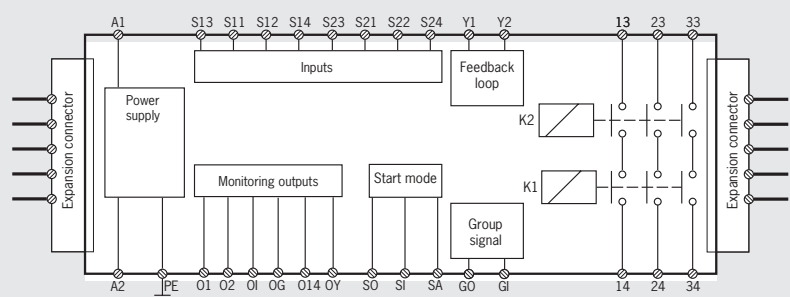 A1 S13 S11 S12 S14 S23 S21 S22 S24 Y1 Y2 13 23 33
Inputs
Feedback
loop
Power
supply
Expansion connector
Expansion connector
K2
Monitoring outputs
Start mode
K1
Group
signal
A2 PE O1 O2 OI OG O14 OY SO SI SA GO GI 14 24 34